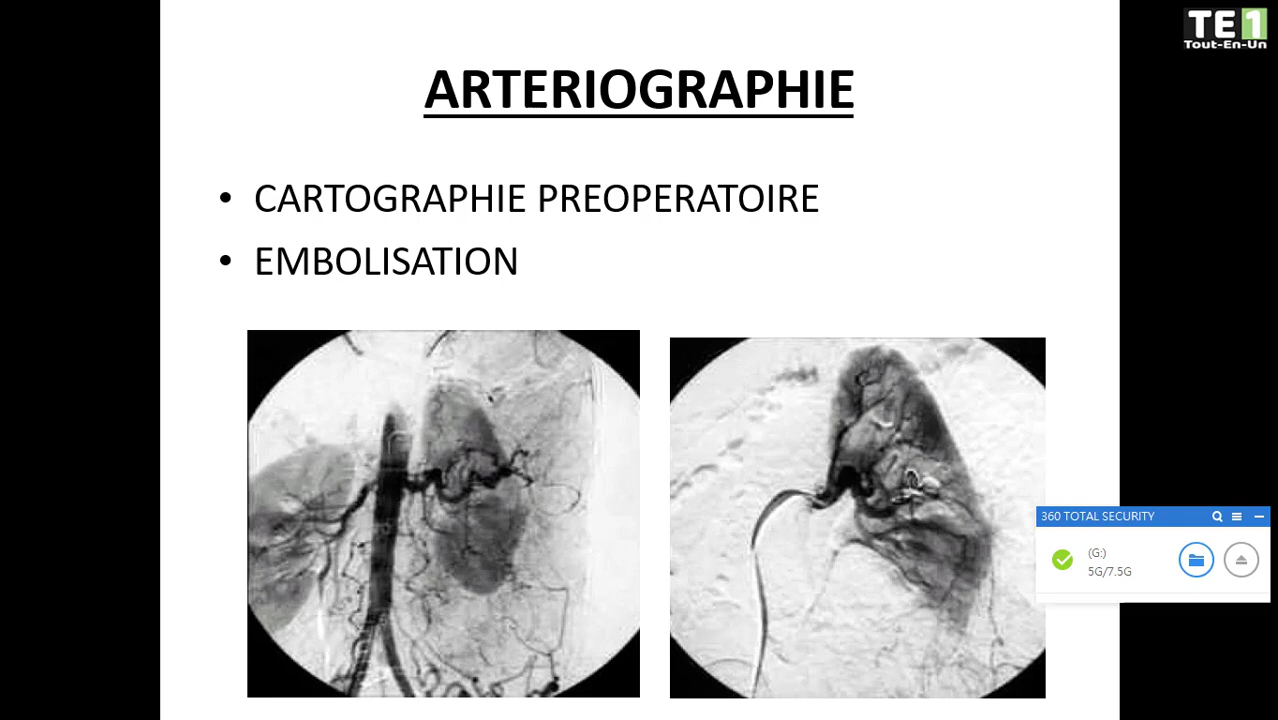 TE1
Tout-En-Un
ARTERIOGRAPHIE
• CARTOGRAPHIE PREOPERATOIRE
• EMBOLISATION
360 TOTAL SECURITY
(G:)
5G/7.5G